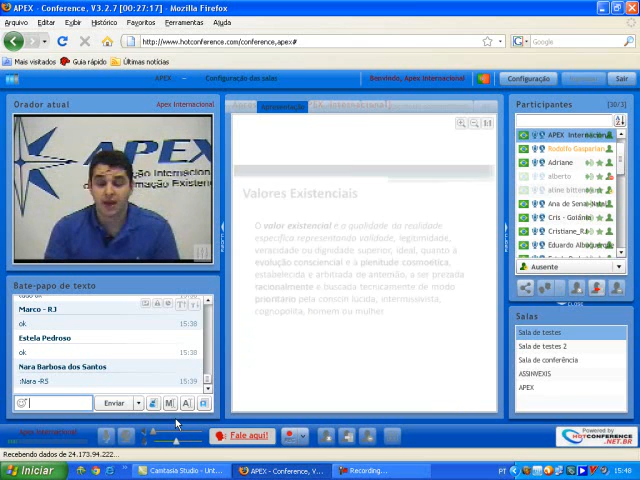 APEX - Conference, V3.2.7 [00:27:17] - Mozilla Firefox
Arquivo Editar Exibir Histórico Favoritos Ferramentas Ajuda
http://www.hotconference.com/conference,apex#
Google
Mais visitados Guia rápido Últimas notícias
APEX - Configuração das salas
Benvindo, Apex Internacional
Configuração
Sair
Orador atual
Apex Internacional
Apresentação
Participantes [30/3]
APEX
APEX Internacion
Rodolfo Gasparian
Adriane
alberto
aline bittencou
Ana de Sena-Natal
Cris - Goiânia
Cristiane_RJ
Eduardo Albuquerque
Valores Existenciais
O valor existencial é a qualidade da realidade
específica representando validade, legitimidade,
veracidade ou dignidade superior, ideal, quanto à
evolução consciencial e à plenitude cosmoética,
estabelecida e arbitrada de antemão, a ser prezada
racionalmente e buscada tecnicamente de modo
prioritário pela conscin lúcida, intermissivista,
cognopolita, homem ou mulher.
Ausente
CLOSE
Bate-papo de texto
Marco - RJ
ok 15:38
Estela Pedroso
ok 15:38
Nara Barbosa dos Santos
:Nara -RS 15:39
Enviar
Salas
Sala de testes
Sala de testes 2
Sala de conferência
ASSINVEXIS
APEX
Apex Internacional
Fale aqui!
Powered by
HOTCONFERENCE
.NET.BR
Recebendo dados de 24.173.94.222...
Iniciar
Camtasia Studio - Unt...
APEX - Conference, V...
Recording...
PT
15:48